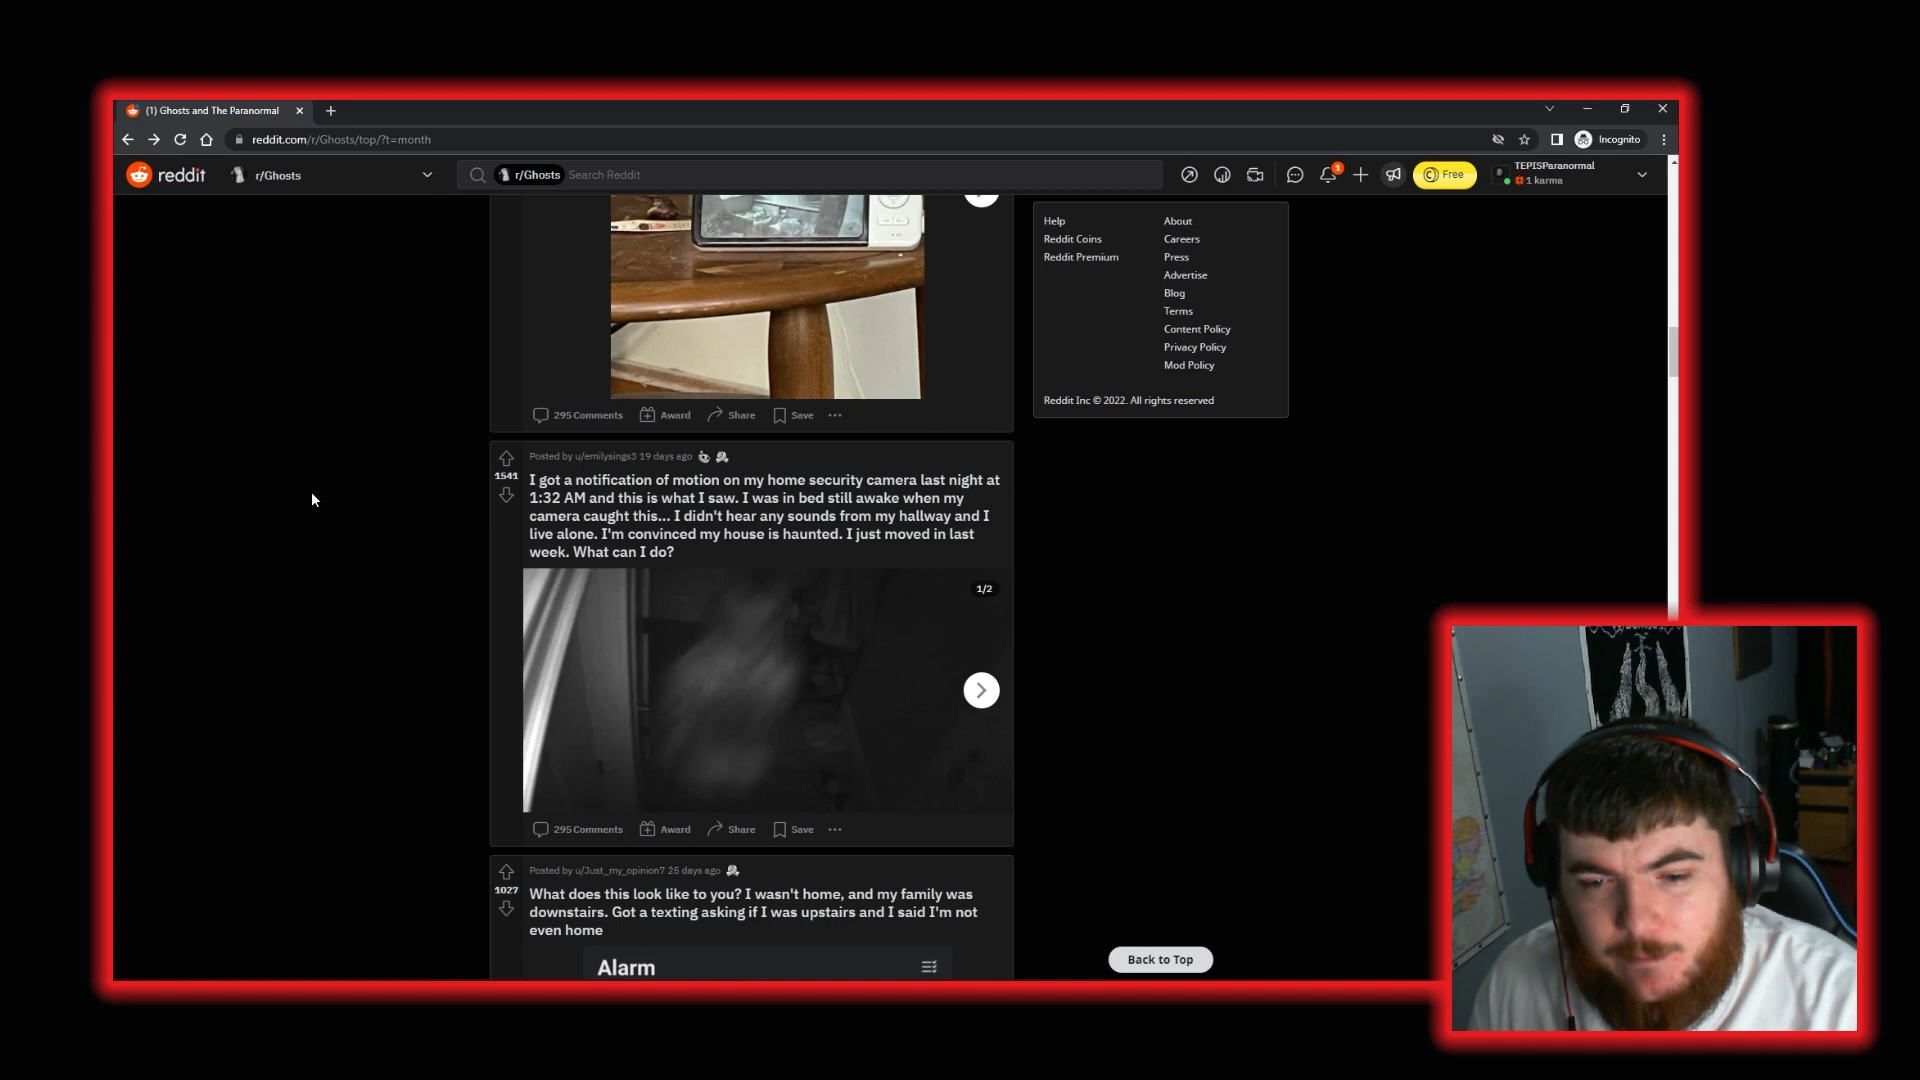 (1) Ghosts and The Paranormal
reddit.com/r/Ghosts/top/?t=month
Incognito
reddit
r/Ghosts
r/Ghosts Search Reddit
1
Free
TEPISParanormal
1 karma
Help
About
Reddit Coins
Careers
Reddit Premium
Press
Advertise
Blog
Terms
Content Policy
Privacy Policy
Mod Policy
Reddit Inc © 2022. All rights reserved
295 Comments Award Share Save
Posted by u/emilysings3 19 days ago
1541
I got a notification of motion on my home security camera last night at
1:32 AM and this is what I saw. I was in bed still awake when my
camera caught this... I didn't hear any sounds from my hallway and I
live alone. I'm convinced my house is haunted. I just moved in last
week. What can I do?
1/2
295 Comments Award Share Save
Posted by u/Just_my_opinion7 25 days ago
1027
What does this look like to you? I wasn't home, and my family was
downstairs. Got a texting asking if I was upstairs and I said I'm not
even home
Alarm
Back to Top